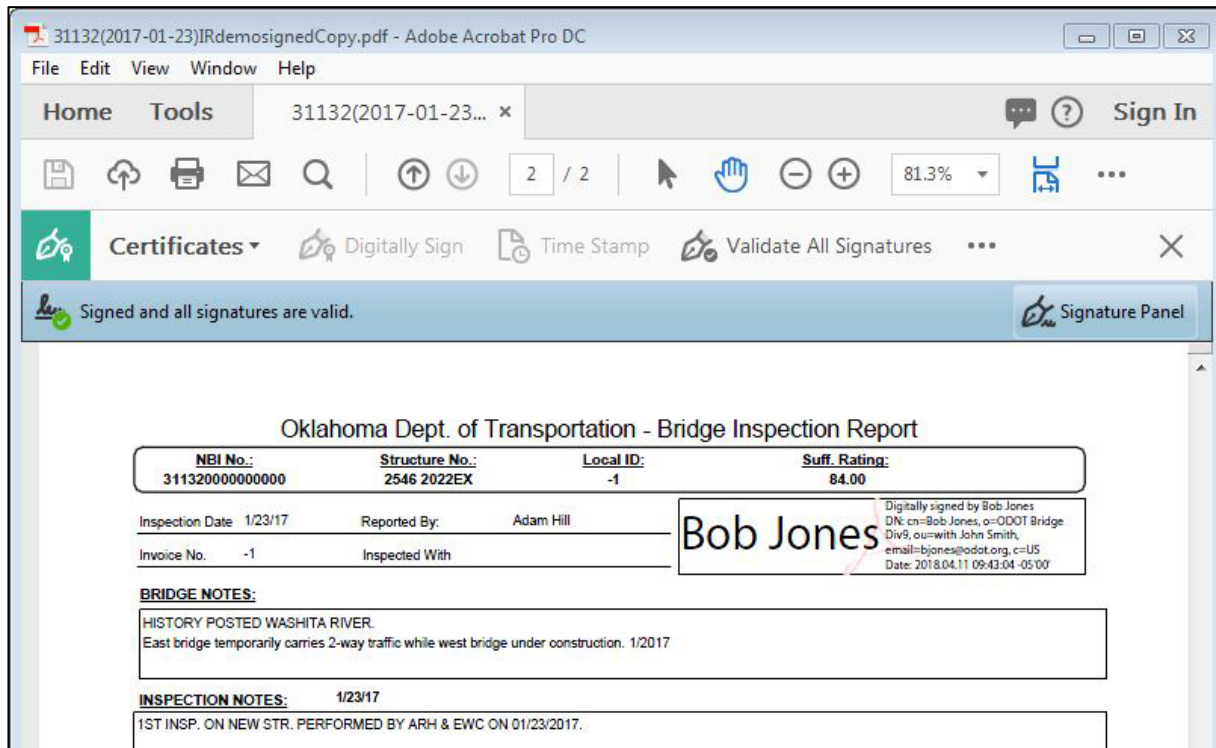 31132(2017-01-23)IRdemosignedCopy.pdf - Adobe Acrobat Pro DC
File Edit View Window Help
Home Tools 31132(2017-01-23... × Sign In
2 / 2 81.3%
Certificates Digitally Sign Time Stamp Validate All Signatures
Signed and all signatures are valid. Signature Panel
Oklahoma Dept. of Transportation - Bridge Inspection Report
NBI No.: Structure No.: Local ID: Suff. Rating:
311320000000000 2546 2022EX -1 84.00
Inspection Date 1/23/17 Reported By: Adam Hill
Invoice No. -1 Inspected With
Bob Jones
Digitally signed by Bob Jones
DN: cn=Bob Jones, o=ODOT Bridge
Div9, ou=with John Smith,
email=bjones@odot.org, c=US
Date: 2018.04.11 09:43:04 -05'00'
BRIDGE NOTES:
HISTORY POSTED WASHITA RIVER.
East bridge temporarily carries 2-way traffic while west bridge under construction. 1/2017
INSPECTION NOTES: 1/23/17
1ST INSP. ON NEW STR. PERFORMED BY ARH & EWC ON 01/23/2017.